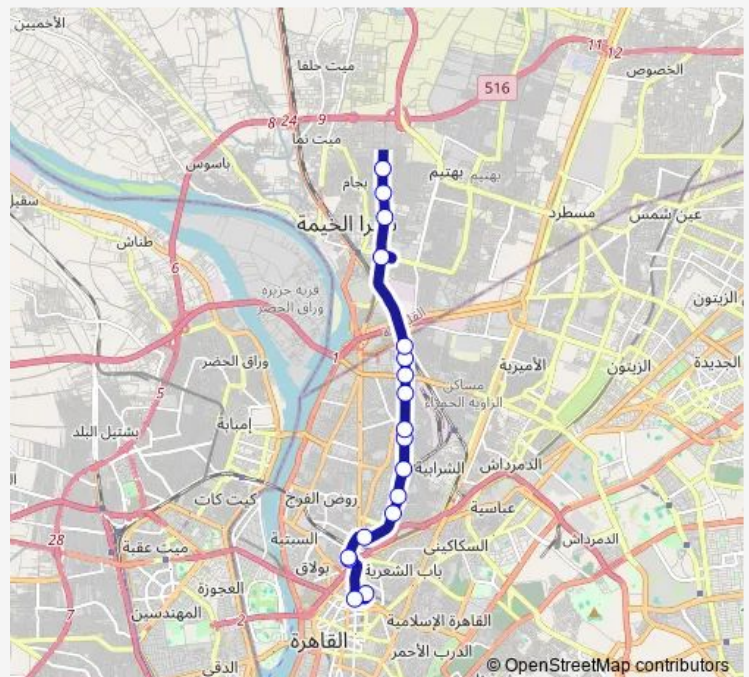 الأخميين
11
12
ميت حلفا
الخصوص
516
8
24
9
ميت نما
باسوس
بجام
بهتيم
بهتيم
شبرا الخيمة
مسطرد
عين شمس
طناش
6
قرية جزيرة
وراق الحضر
الزيتون
1
وراق الحضر
الأميرية
الزيتون
الحديدة
مساكن
الزاوية الحمراء
5
إمبابة
بشتيل البلد
الشرابية
الدمرداش
كيت كات
روض الفرج
عباسية
28
ميت عقبة
السبتية
السكاكيني
الدمرداش
بولاق
باب الشعرية
العجوزة
7
المهندسين
2
القاهرة الإسلامية
القاهرة
الدرب الأحمر
الدقي
© OpenStreetMap contributors